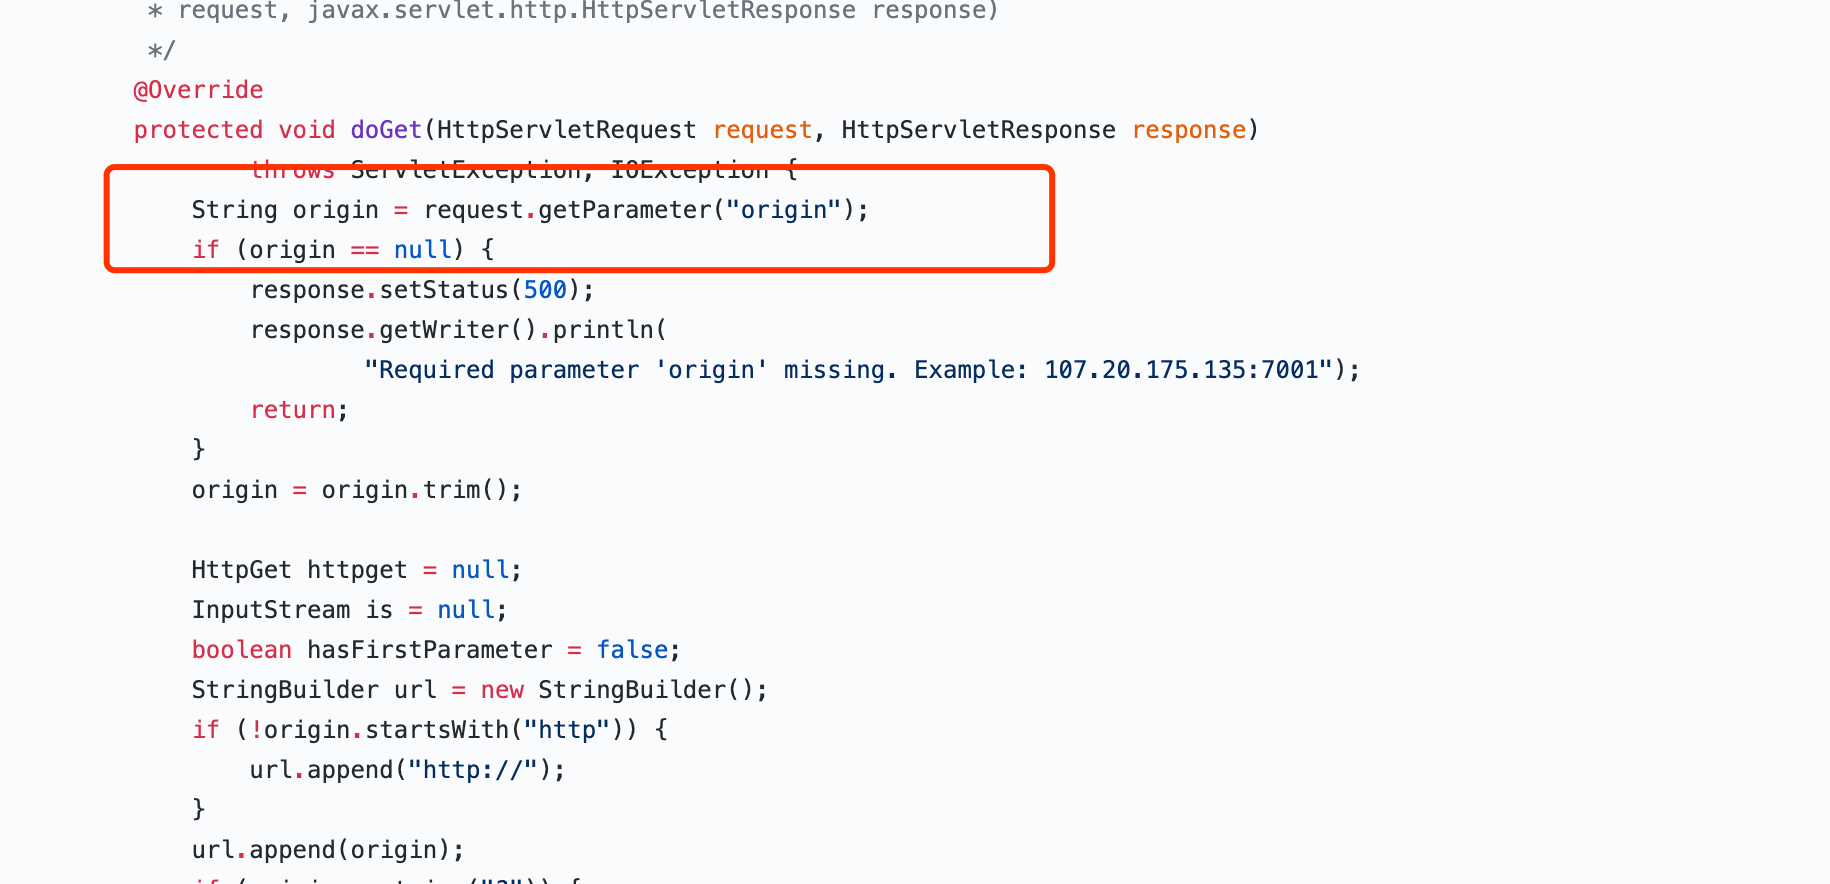 * request, javax.servlet.http.HttpServletResponse response)
*/
@Override
protected void doGet(HttpServletRequest request, HttpServletResponse response)
throws ServletException, IOException {
String origin = request.getParameter("origin");
if (origin == null) {
response.setStatus(500);
response.getWriter().println(
"Required parameter 'origin' missing. Example: 107.20.175.135:7001");
return;
}
origin = origin.trim();
HttpGet httpget = null;
InputStream is = null;
boolean hasFirstParameter = false;
StringBuilder url = new StringBuilder();
if (!origin.startsWith("http")) {
url.append("http://");
}
url.append(origin);